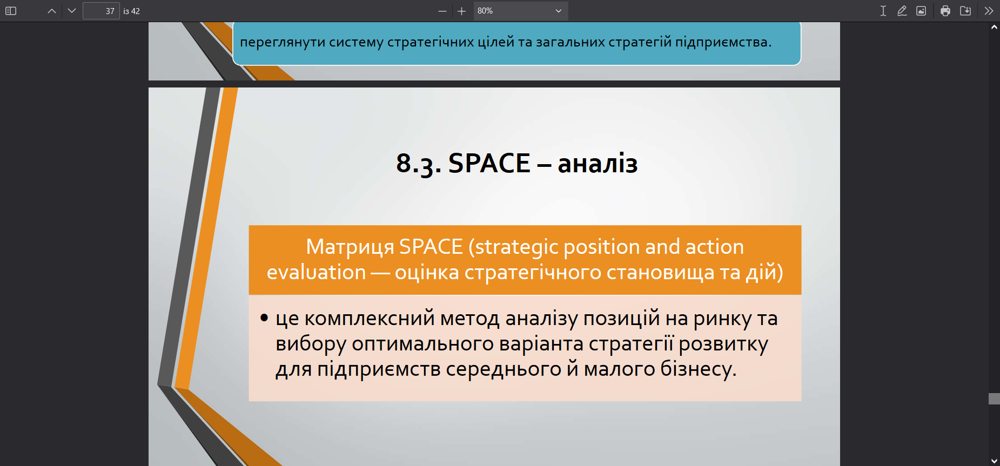 37 із 42
80%
переглянути систему стратегічних цілей та загальних стратегій підприємства.
8.3. SPACE – аналіз
Матриця SPACE (strategic position and action
evaluation — оцінка стратегічного становища та дій)
• це комплексний метод аналізу позицій на ринку та
вибору оптимального варіанта стратегії розвитку
для підприємств середнього й малого бізнесу.